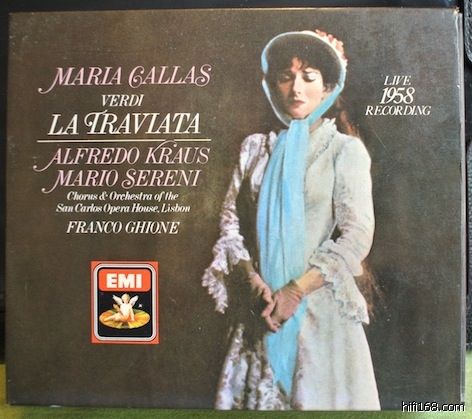 MARIA CALLAS
VERDI
LA TRAVIATA
ALFREDO KRAUS
MARIO SERENI
Chorus & Orchestra of the
San Carlos Opera House, Lisbon
FRANCO GHIONE
LIVE
1958
RECORDING
EMI
hifi168.com